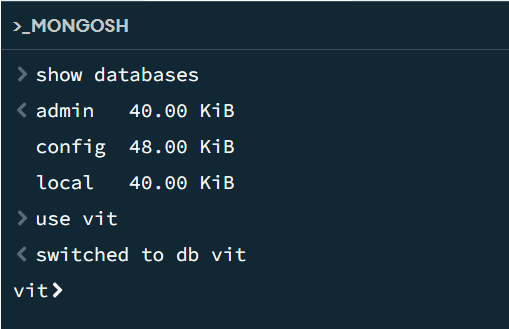 >_MONGOSH
> show databases
< admin   40.00 KiB
config  48.00 KiB
local   40.00 KiB
> use vit
< switched to db vit
vit>